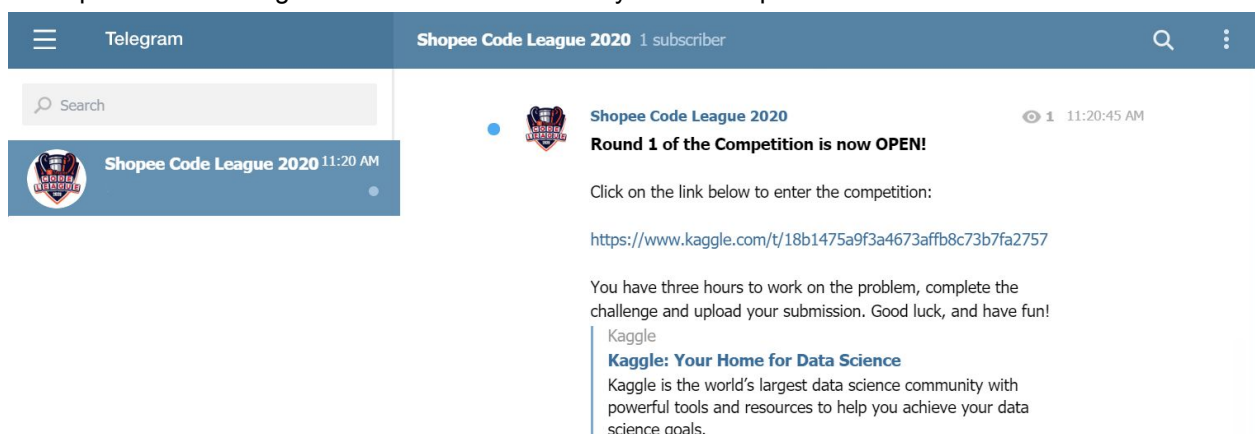 Telegram
Shopee Code League 2020 1 subscriber
Search
Shopee Code League 2020 11:20 AM
Shopee Code League 2020 1 11:20:45 AM
Round 1 of the Competition is now OPEN!
Click on the link below to enter the competition:
https://www.kaggle.com/t/18b1475a9f3a4673affb8c73b7fa2757
You have three hours to work on the problem, complete the
challenge and upload your submission. Good luck, and have fun!
Kaggle
Kaggle: Your Home for Data Science
Kaggle is the world's largest data science community with
powerful tools and resources to help you achieve your data
science goals.
CODE
LEAGUE